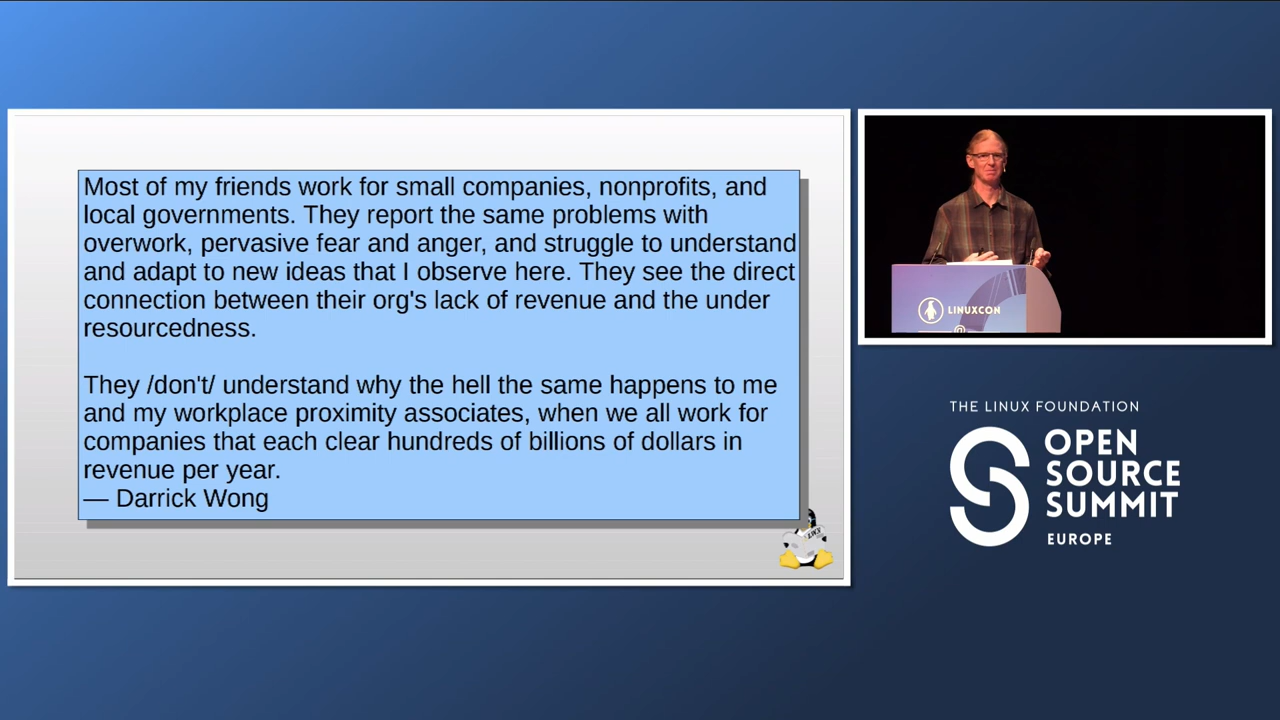 Most of my friends work for small companies, nonprofits, and
local governments. They report the same problems with
overwork, pervasive fear and anger, and struggle to understand
and adapt to new ideas that I observe here. They see the direct
connection between their org's lack of revenue and the under
resourcedness.
They /don't/ understand why the hell the same happens to me
and my workplace proximity associates, when we all work for
companies that each clear hundreds of billions of dollars in
revenue per year.
— Darrick Wong
LINUXCON
@
THE LINUX FOUNDATION
OPEN
SOURCE
SUMMIT
EUROPE